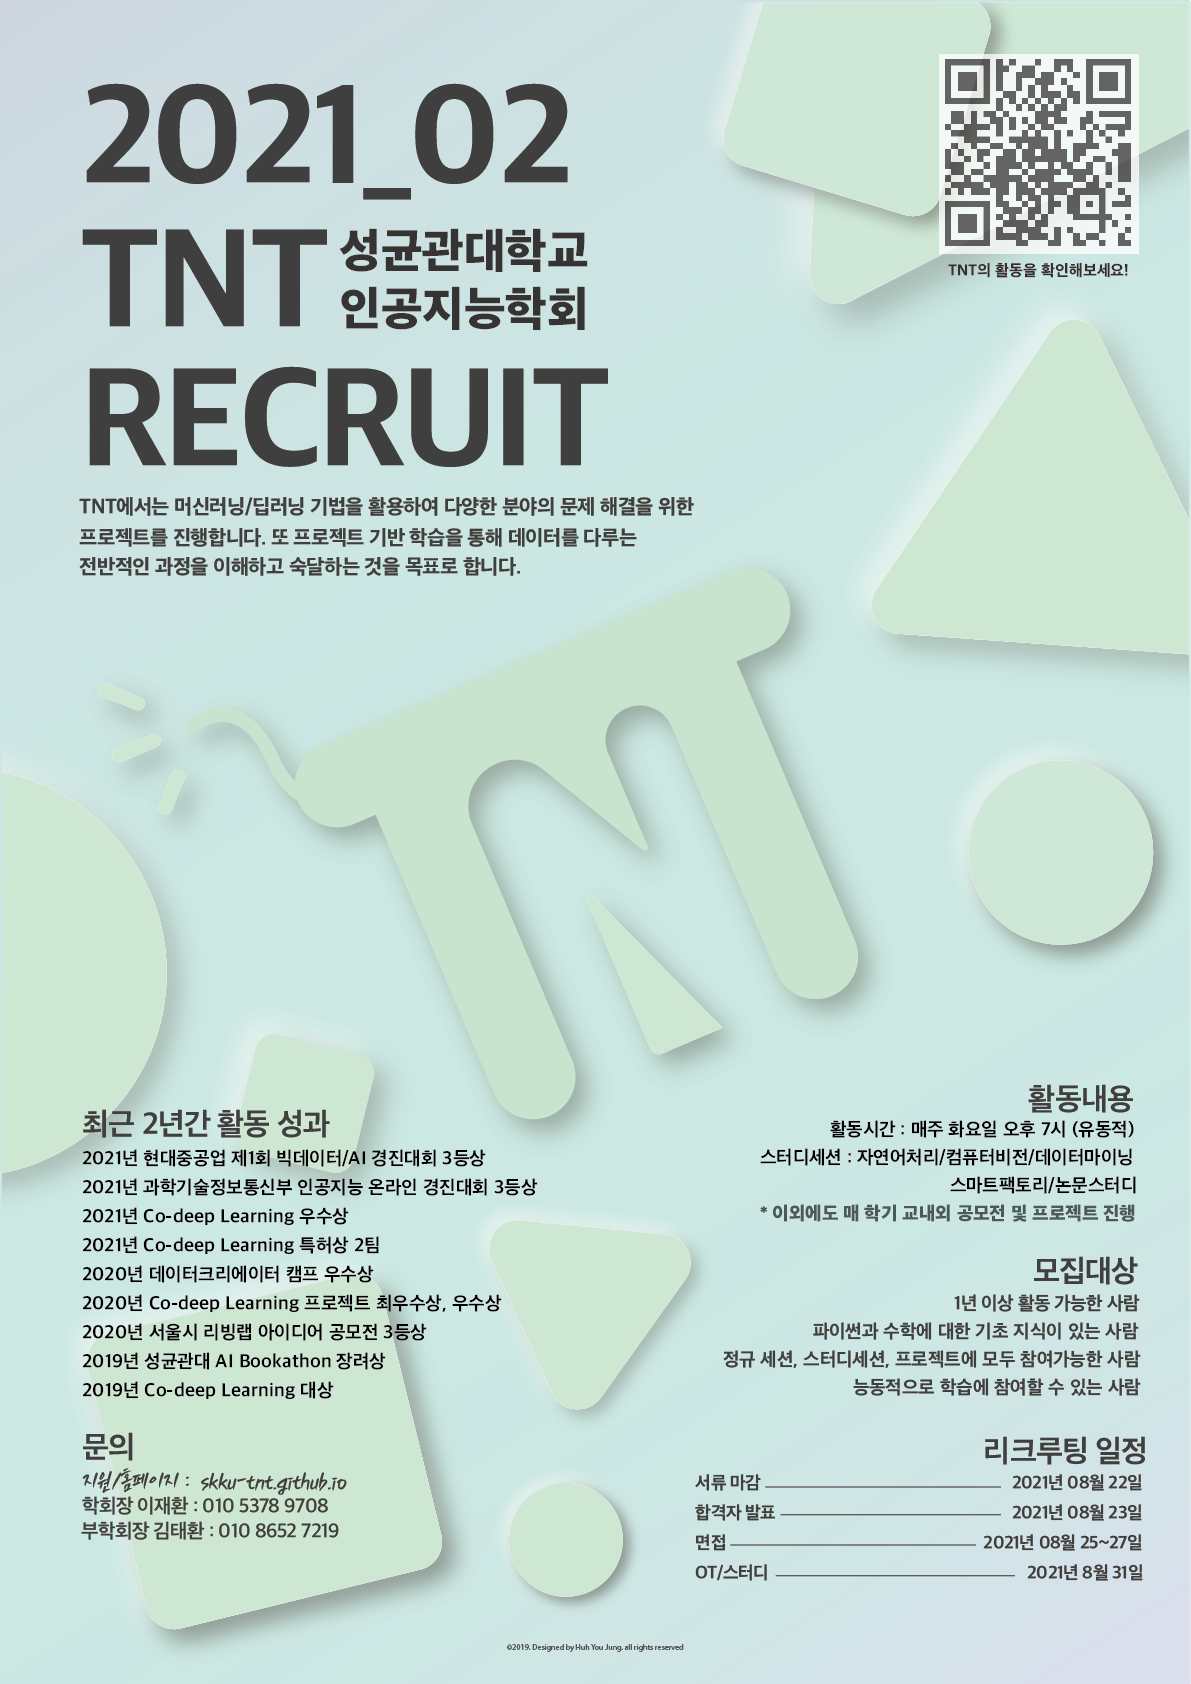 2021_02
TNT 성균관대학교
인공지능학회
RECRUIT
TNT의 활동을 확인해보세요!
TNT에서는 머신러닝/딥러닝 기법을 활용하여 다양한 분야의 문제 해결을 위한
프로젝트를 진행합니다. 또 프로젝트 기반 학습을 통해 데이터를 다루는
전반적인 과정을 이해하고 숙달하는 것을 목표로 합니다.
최근 2년간 활동 성과
2021년 현대중공업 제1회 빅데이터/AI 경진대회 3등상
2021년 과학기술정보통신부 인공지능 온라인 경진대회 3등상
2021년 Co-deep Learning 우수상
2021년 Co-deep Learning 특허상 2팀
2020년 데이터크리에이터 캠프 우수상
2020년 Co-deep Learning 프로젝트 최우수상, 우수상
2020년 서울시 리빙랩 아이디어 공모전 3등상
2019년 성균관대 AI Bookathon 장려상
2019년 Co-deep Learning 대상
문의
지원/홈페이지 : skku-tnt.github.io
학회장 이재환 : 010 5378 9708
부학회장 김태환 : 010 8652 7219
활동내용
활동시간 : 매주 화요일 오후 7시 (유동적)
스터디세션 : 자연어처리/컴퓨터비전/데이터마이닝
스마트팩토리/논문스터디
* 이외에도 매 학기 교내외 공모전 및 프로젝트 진행
모집대상
1년 이상 활동 가능한 사람
파이썬과 수학에 대한 기초 지식이 있는 사람
정규 세션, 스터디세션, 프로젝트에 모두 참여가능한 사람
능동적으로 학습에 참여할 수 있는 사람
리크루팅 일정
서류 마감 2021년 08월 22일
합격자 발표 2021년 08월 23일
면접 2021년 08월 25~27일
OT/스터디 2021년 8월 31일
©2019. Designed by Huh You Jung. all rights reserved